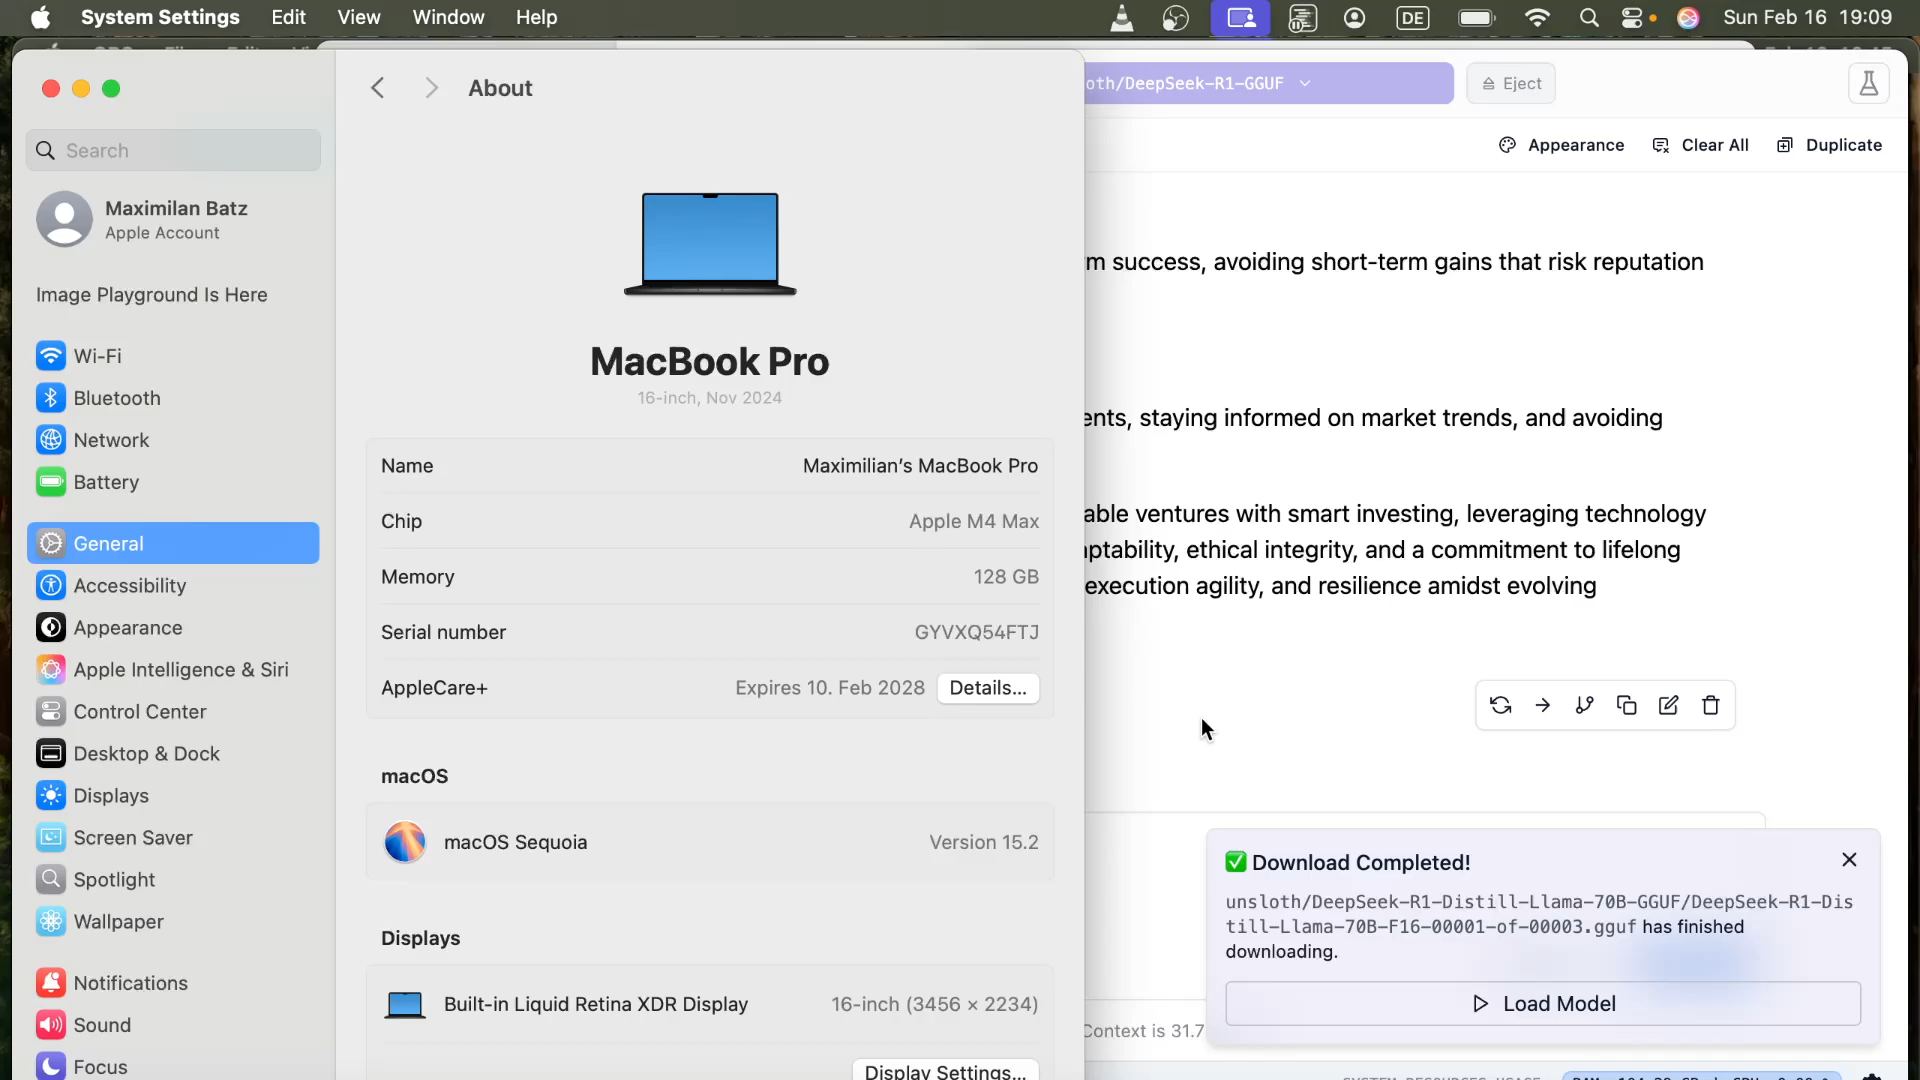 System Settings Edit View Window Help
DE
Sun Feb 16 19:09
Search
Maximilan Batz
Apple Account
Image Playground Is Here
Wi-Fi
Bluetooth
Network
Battery
General
Accessibility
Appearance
Apple Intelligence & Siri
Control Center
Desktop & Dock
Displays
Screen Saver
Spotlight
Wallpaper
Notifications
Sound
Focus
About
MacBook Pro
16-inch, Nov 2024
Name Maximilian's MacBook Pro
Chip Apple M4 Max
Memory 128 GB
Serial number GYVXQ54FTJ
AppleCare+ Expires 10. Feb 2028 Details...
macOS
macOS Sequoia Version 15.2
Displays
Built-in Liquid Retina XDR Display 16-inch (3456 × 2234)
Display Settings...
oth/DeepSeek-R1-GGUF
Eject
Appearance Clear All Duplicate
m success, avoiding short-term gains that risk reputation
ents, staying informed on market trends, and avoiding
able ventures with smart investing, leveraging technology
aptability, ethical integrity, and a commitment to lifelong
execution agility, and resilience amidst evolving
✅ Download Completed!
unsloth/DeepSeek-R1-Distill-Llama-70B-GGUF/DeepSeek-R1-Dis
till-Llama-70B-F16-00001-of-00003.gguf has finished
downloading.
Load Model
Context is 31.7